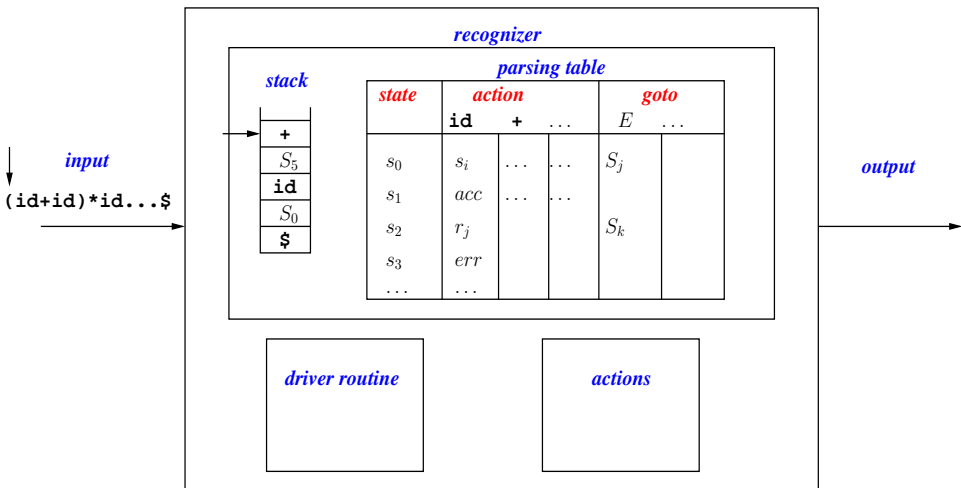 recognizer
parsing table
stack
state action goto
id + ... E ...
+
input
S₅
s₀ sᵢ ... ... Sⱼ
output
id
s₁ acc ... ...
(id+id)*id...$
S₀
s₂ rⱼ Sₖ
$
s₃ err
... ...
driver routine
actions